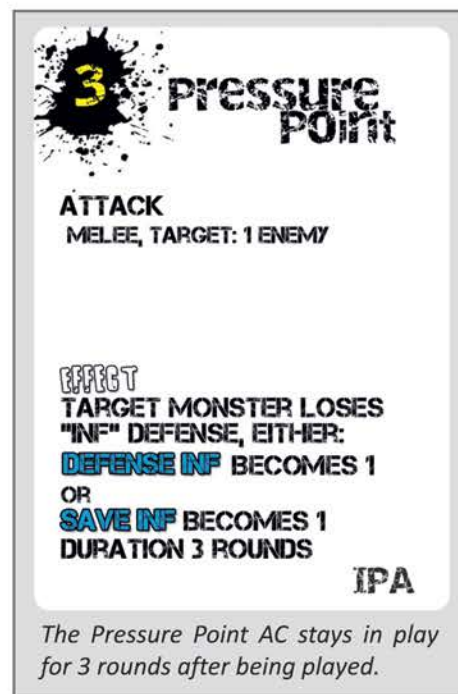 3
PRESSURE
POINT
ATTACK
MELEE, TARGET: 1 ENEMY
EFFECT
TARGET MONSTER LOSES
"INF" DEFENSE, EITHER:
DEFENSE INF BECOMES 1
OR
SAVE INF BECOMES 1
DURATION 3 ROUNDS
IPA
The Pressure Point AC stays in play
for 3 rounds after being played.